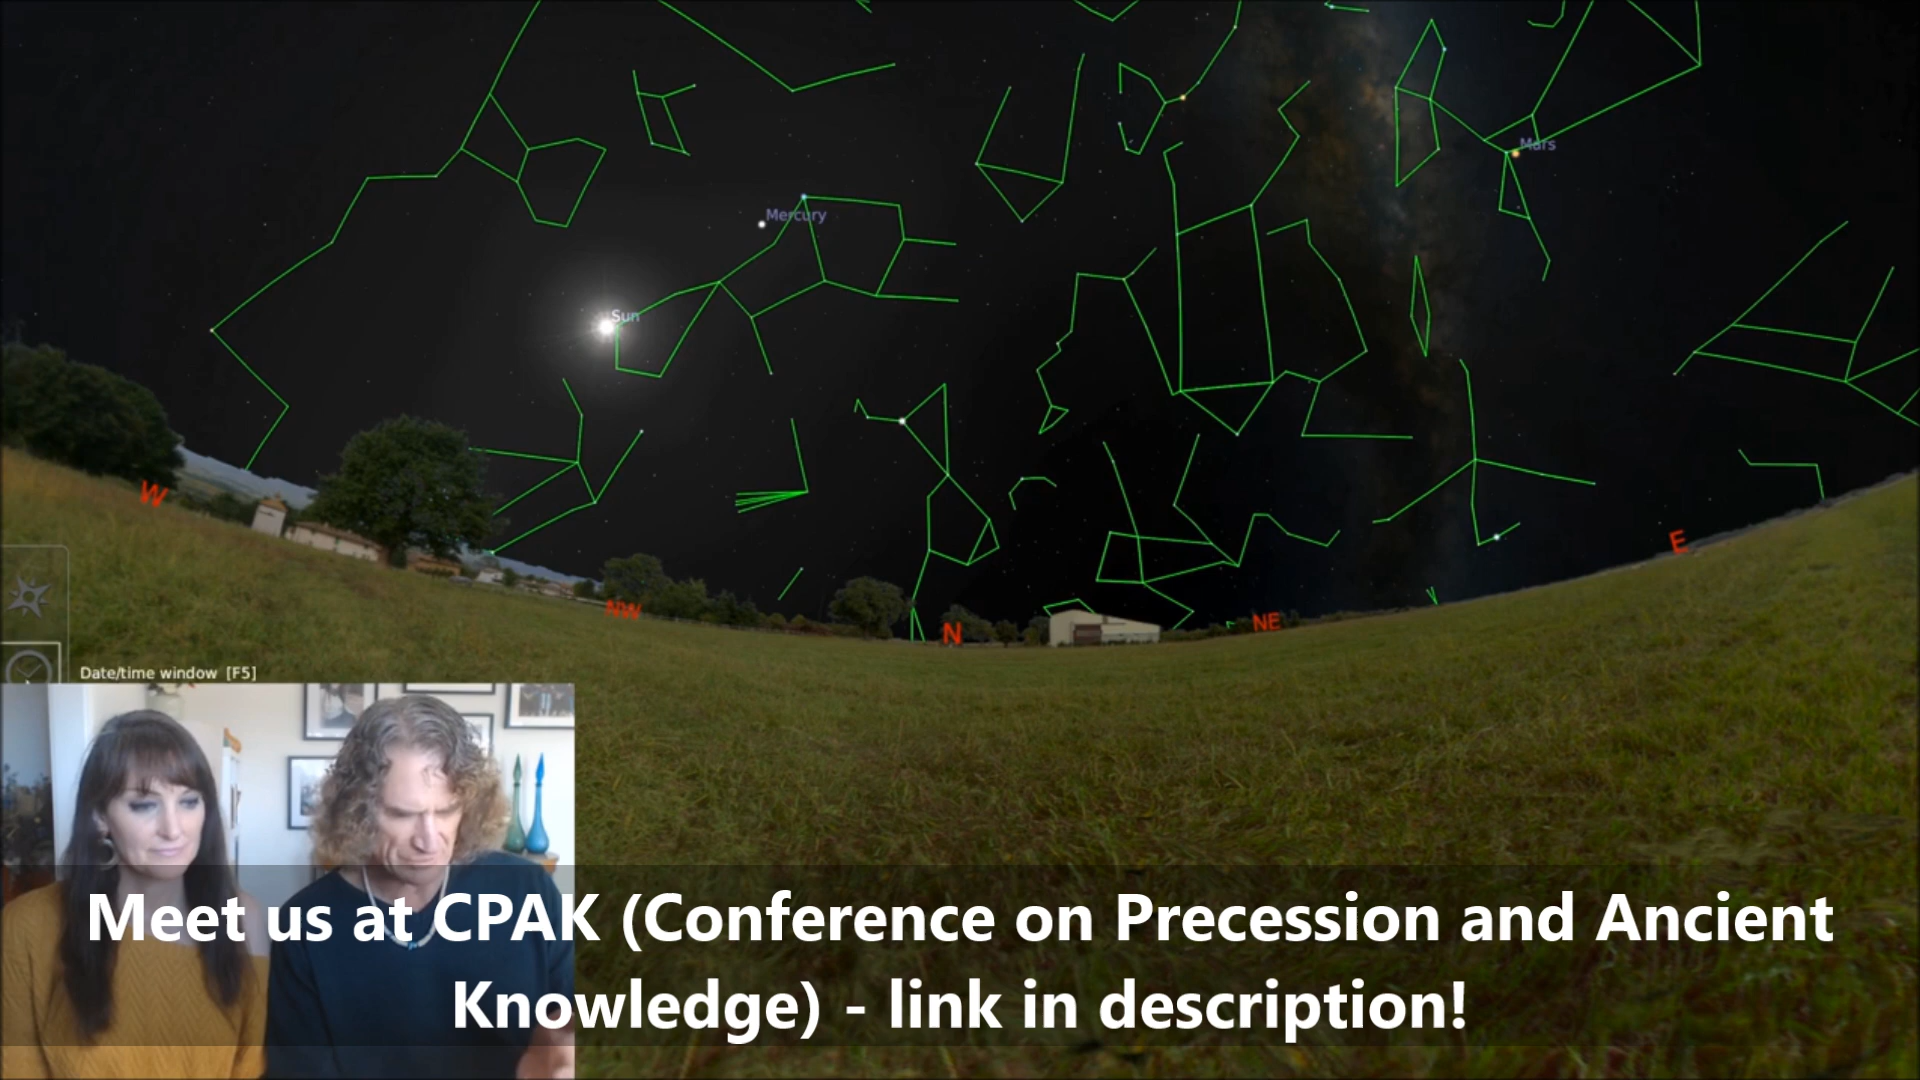 Mars
Mercury
Sun
W
E
NW
NE
N
Date/time window [F5]
Meet us at CPAK (Conference on Precession and Ancient
Knowledge) - link in description!